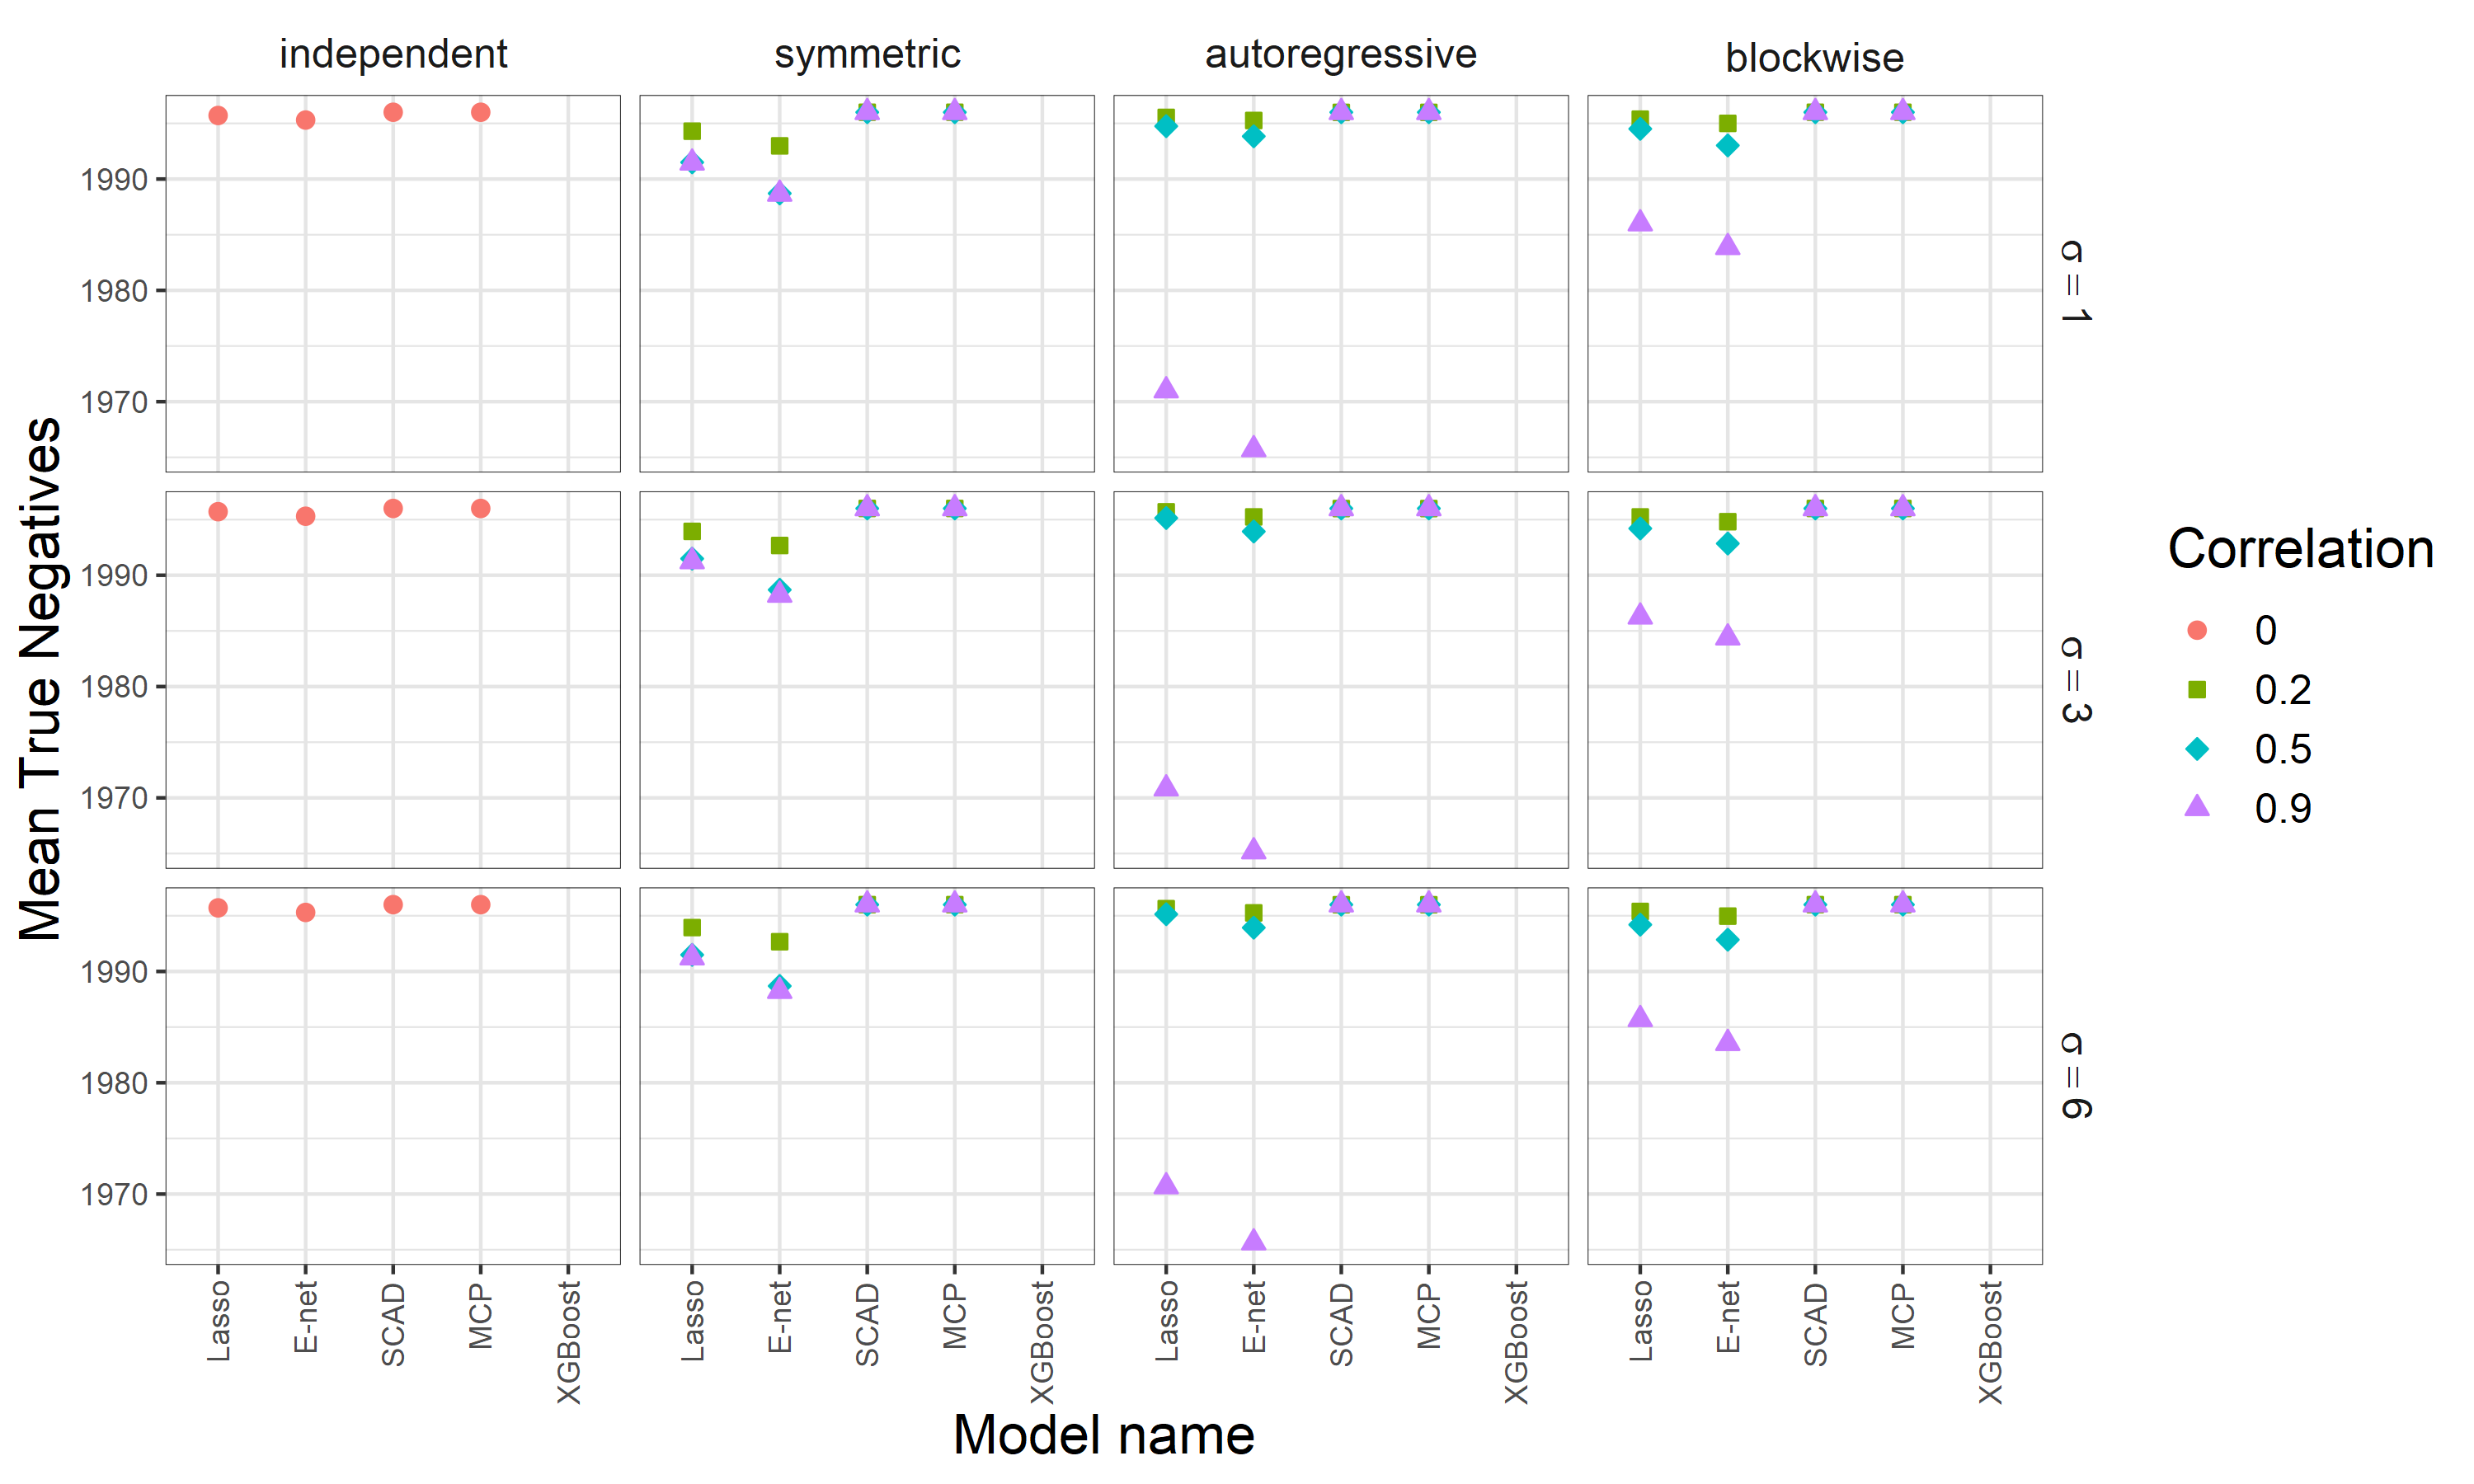 independent
symmetric
autoregressive
blockwise
1990
1980
1970
σ = 1
1990
1980
1970
σ = 3
1990
1980
1970
σ = 6
Mean True Negatives
Lasso
E-net
SCAD
MCP
XGBoost
Lasso
E-net
SCAD
MCP
XGBoost
Lasso
E-net
SCAD
MCP
XGBoost
Lasso
E-net
SCAD
MCP
XGBoost
Model name
Correlation
0
0.2
0.5
0.9